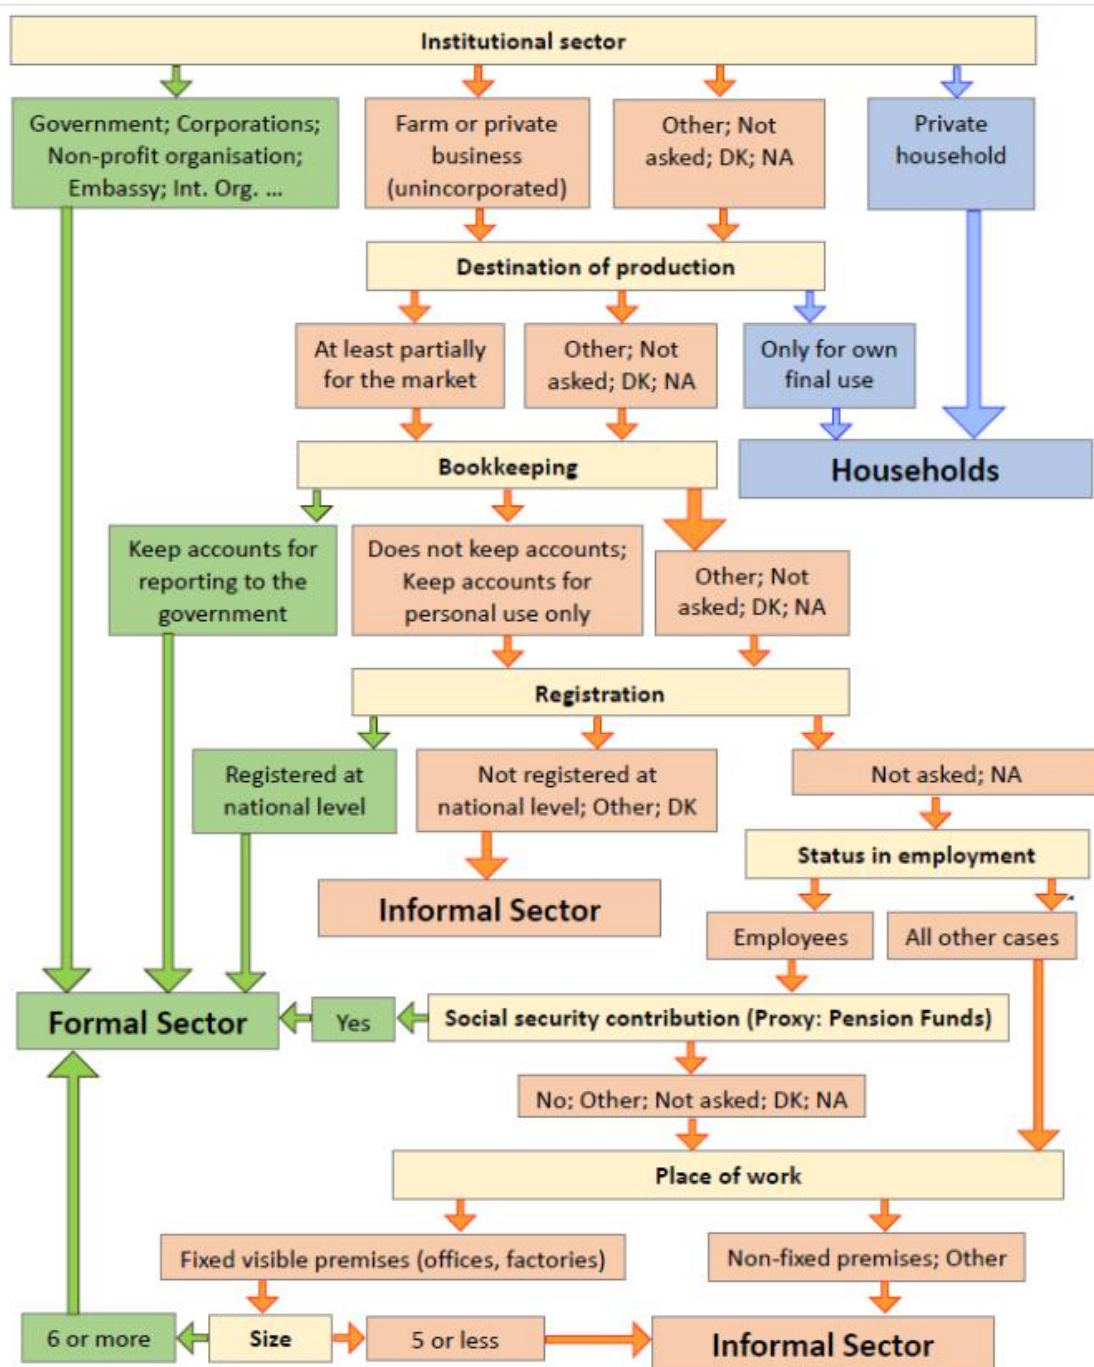 Institutional sector
Government; Corporations;
Non-profit organisation;
Embassy; Int. Org. ...
Farm or private
business
(unincorporated)
Other; Not
asked; DK; NA
Private
household
Destination of production
At least partially
for the market
Other; Not
asked; DK; NA
Only for own
final use
Bookkeeping
Households
Keep accounts for
reporting to the
government
Does not keep accounts;
Keep accounts for
personal use only
Other; Not
asked; DK; NA
Registration
Registered at
national level
Not registered at
national level; Other; DK
Not asked; NA
Status in employment
Informal Sector
Employees
All other cases
Formal Sector
Yes
Social security contribution (Proxy: Pension Funds)
No; Other; Not asked; DK; NA
Place of work
Fixed visible premises (offices, factories)
Non-fixed premises; Other
6 or more
Size
5 or less
Informal Sector